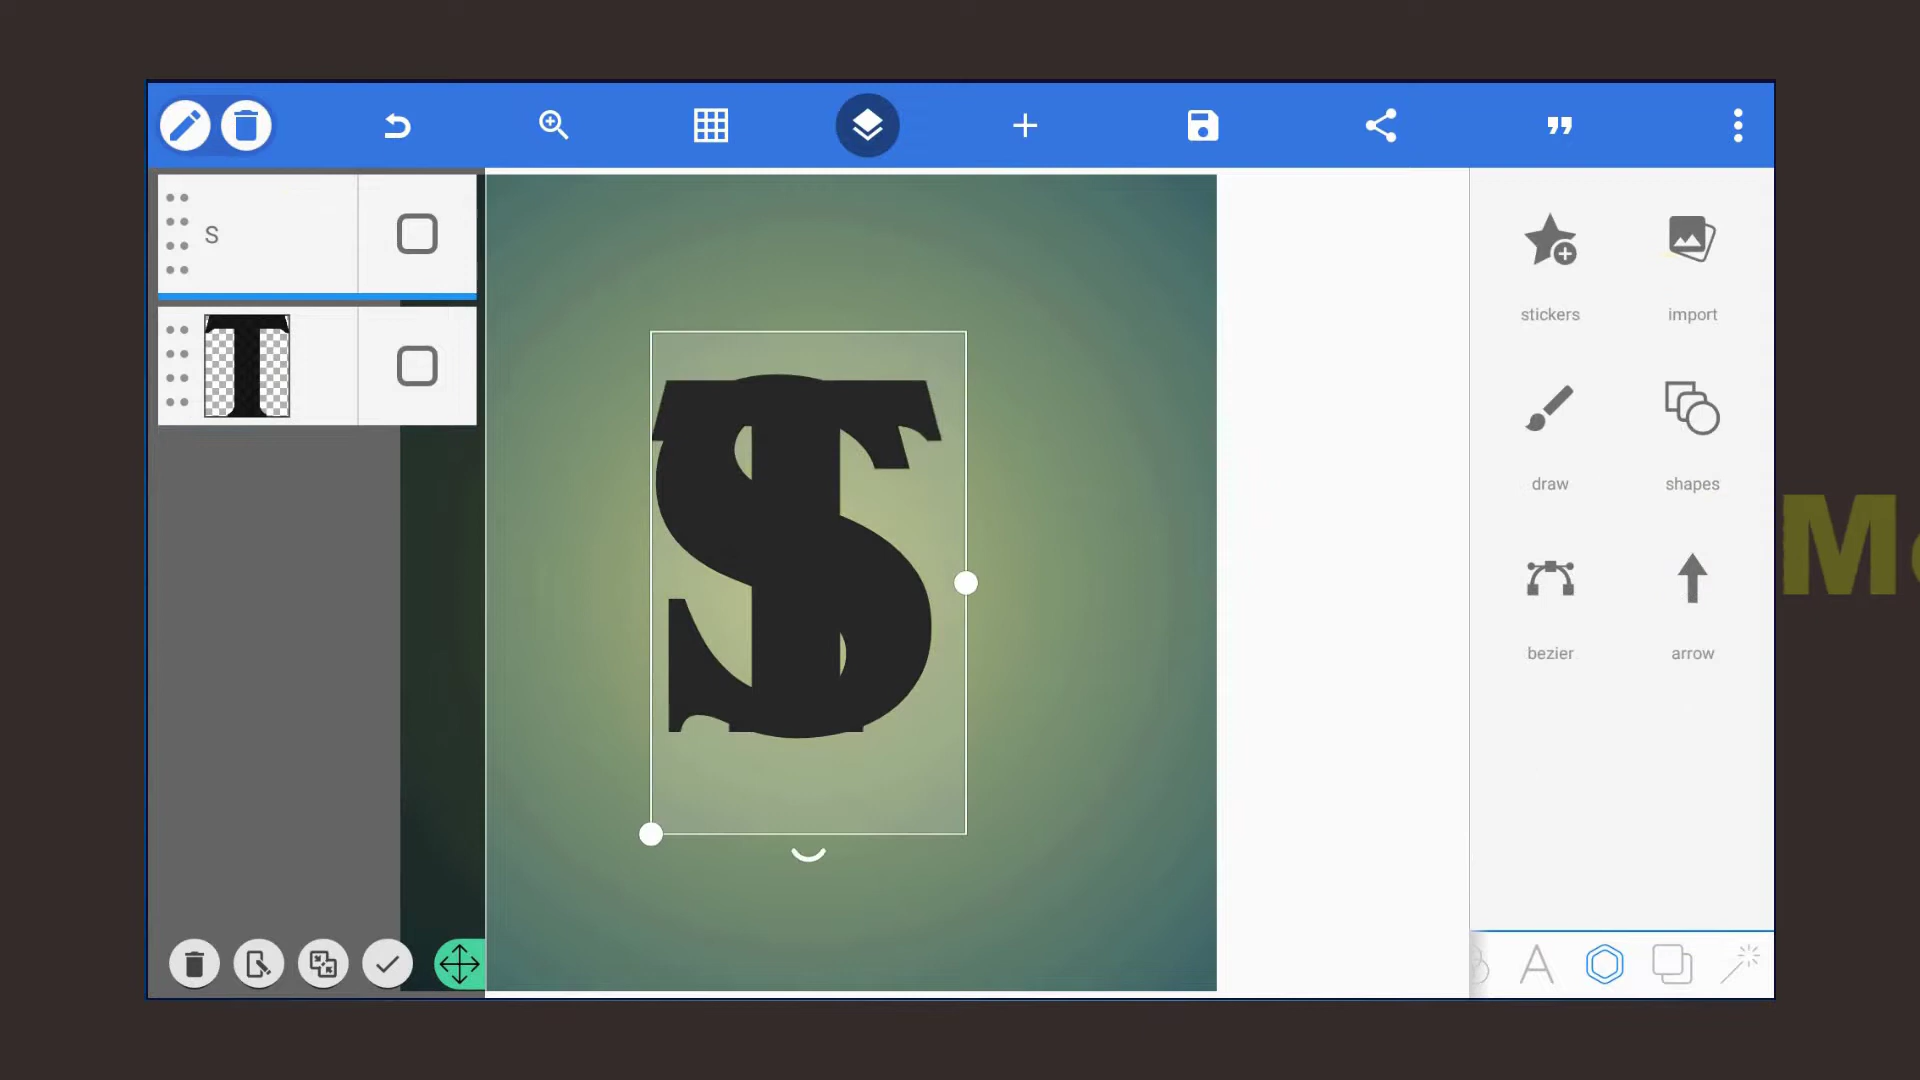 S
T
T
S
stickers
import
draw
shapes
bezier
arrow
A
M